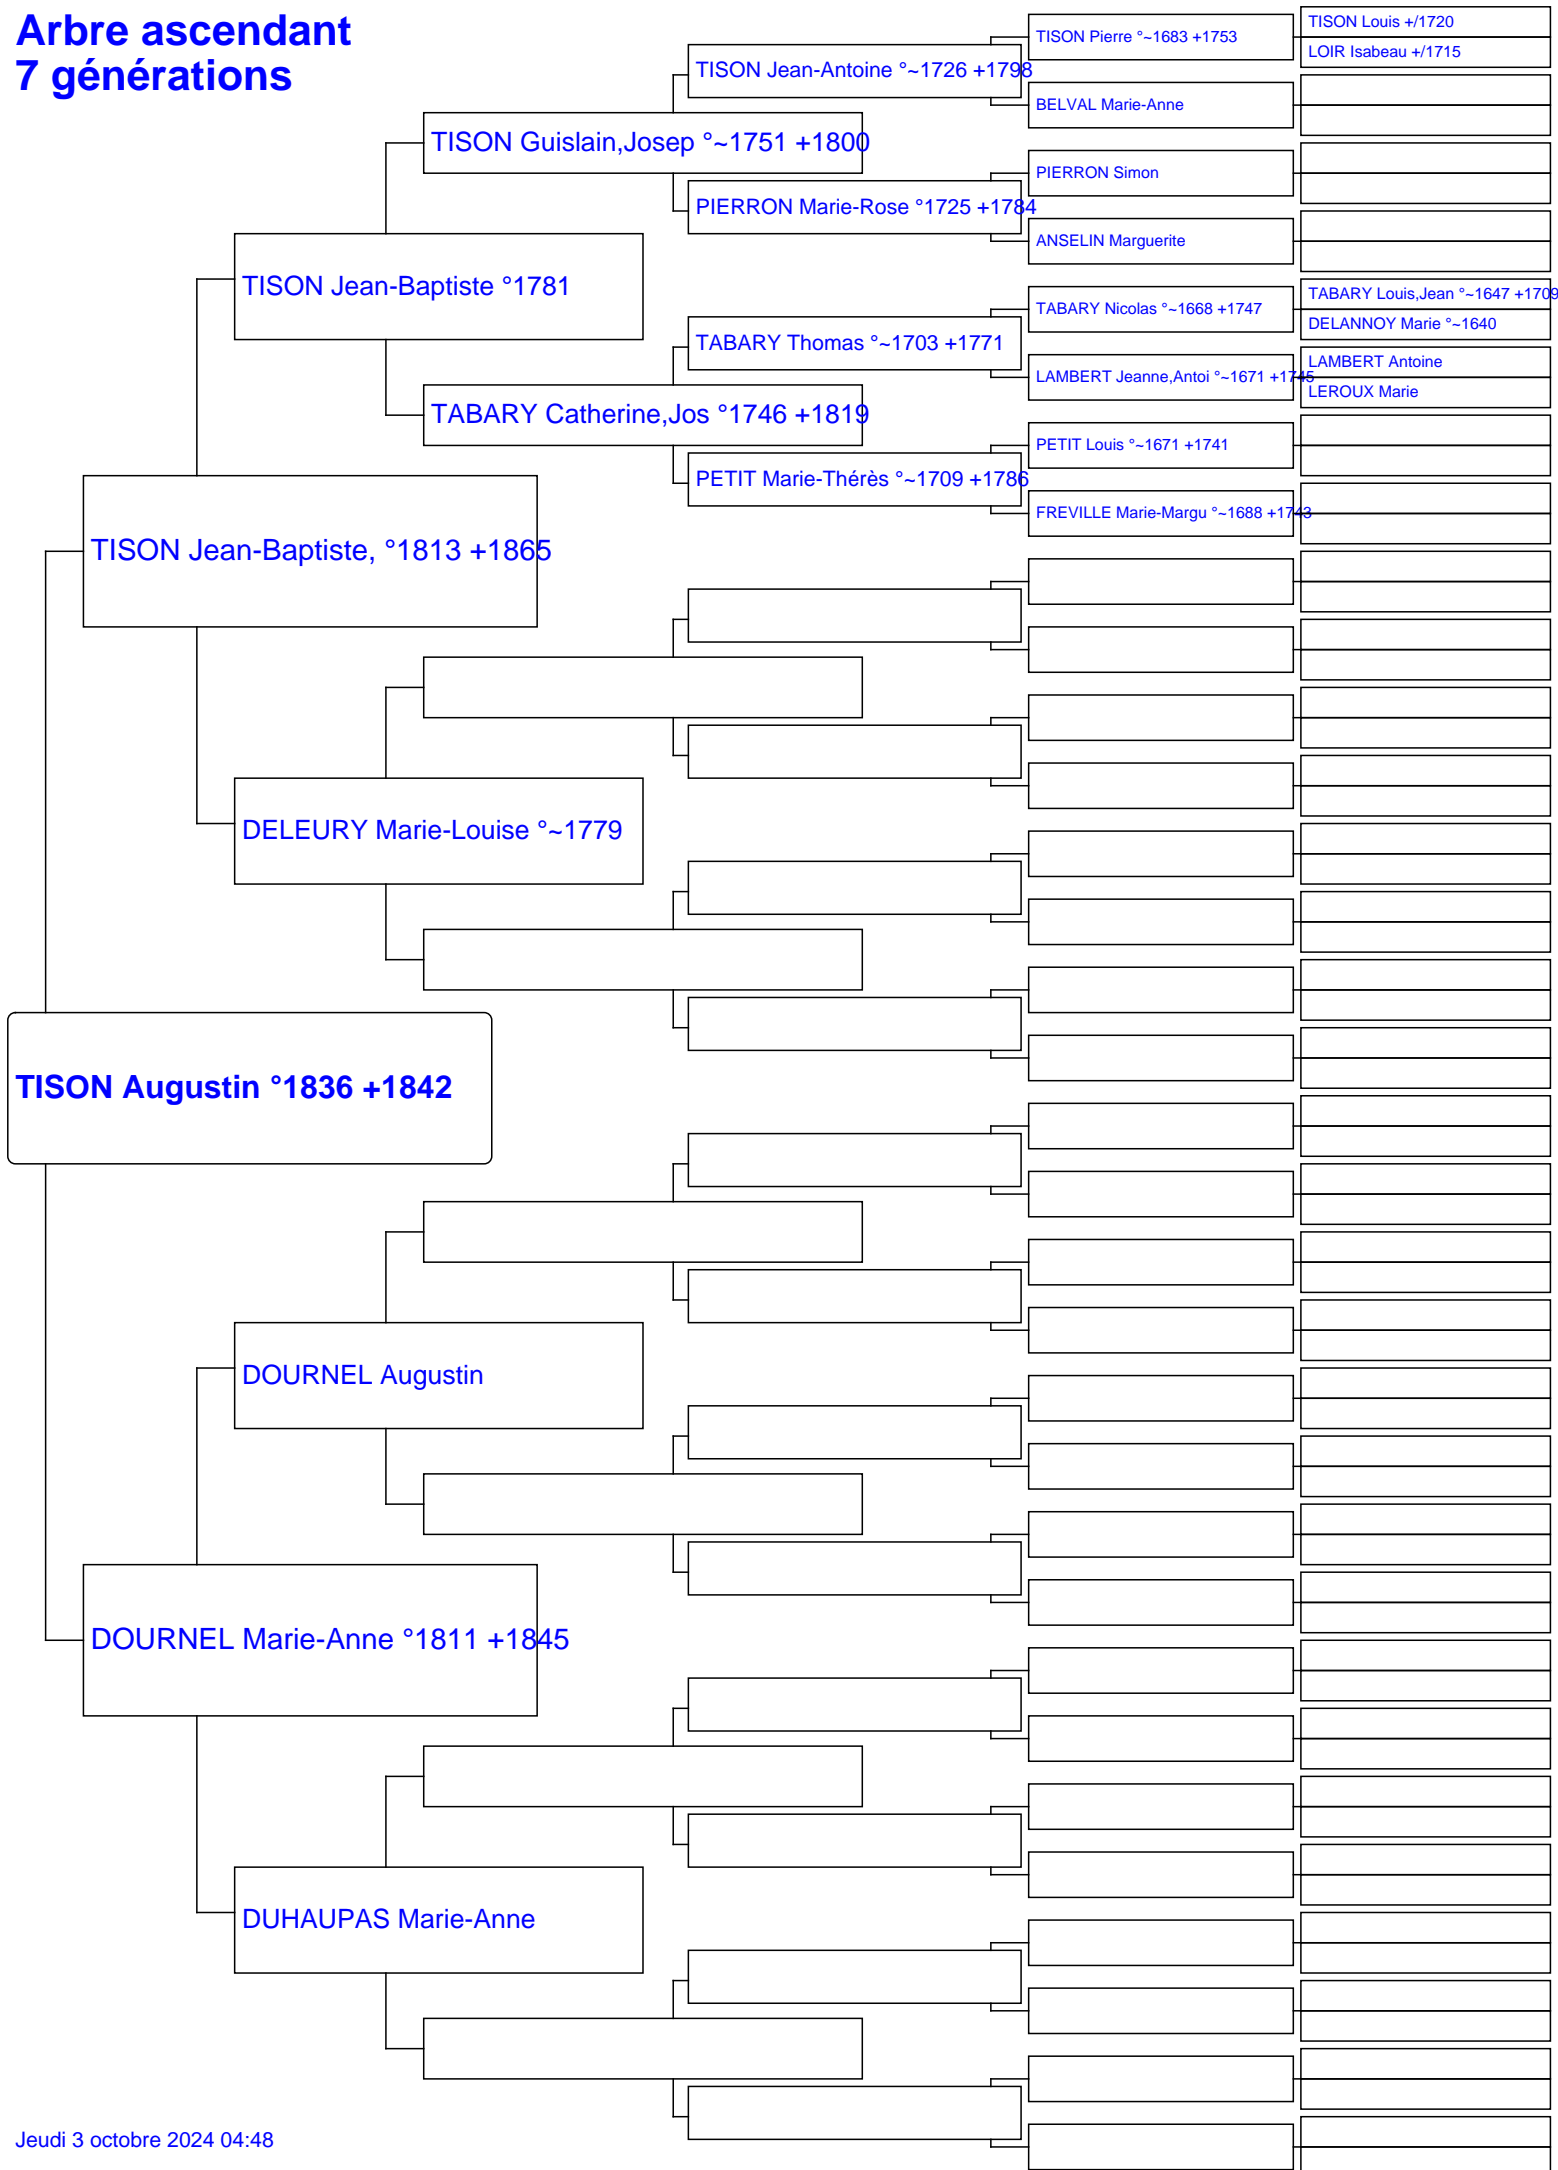 Arbre ascendant
7 générations
TISON Louis +/1720
TISON Pierre °~1683 +1753
LOIR Isabeau +/1715
TISON Jean-Antoine °~1726 +1798
BELVAL Marie-Anne
TISON Guislain,Josep °~1751 +1800
PIERRON Simon
PIERRON Marie-Rose °1725 +1784
ANSELIN Marguerite
TISON Jean-Baptiste °1781
TABARY Louis,Jean °~1647 +1709
TABARY Nicolas °~1668 +1747
DELANNOY Marie °~1640
TABARY Thomas °~1703 +1771
LAMBERT Antoine
LAMBERT Jeanne,Antoi °~1671 +1745
LEROUX Marie
TABARY Catherine,Jos °1746 +1819
PETIT Louis °~1671 +1741
PETIT Marie-Thérès °~1709 +1786
FREVILLE Marie-Margu °~1688 +1743
TISON Jean-Baptiste, °1813 +1865
DELEURY Marie-Louise °~1779
TISON Augustin °1836 +1842
DOURNEL Augustin
DOURNEL Marie-Anne °1811 +1845
DUHAUPAS Marie-Anne
Jeudi 3 octobre 2024 04:48